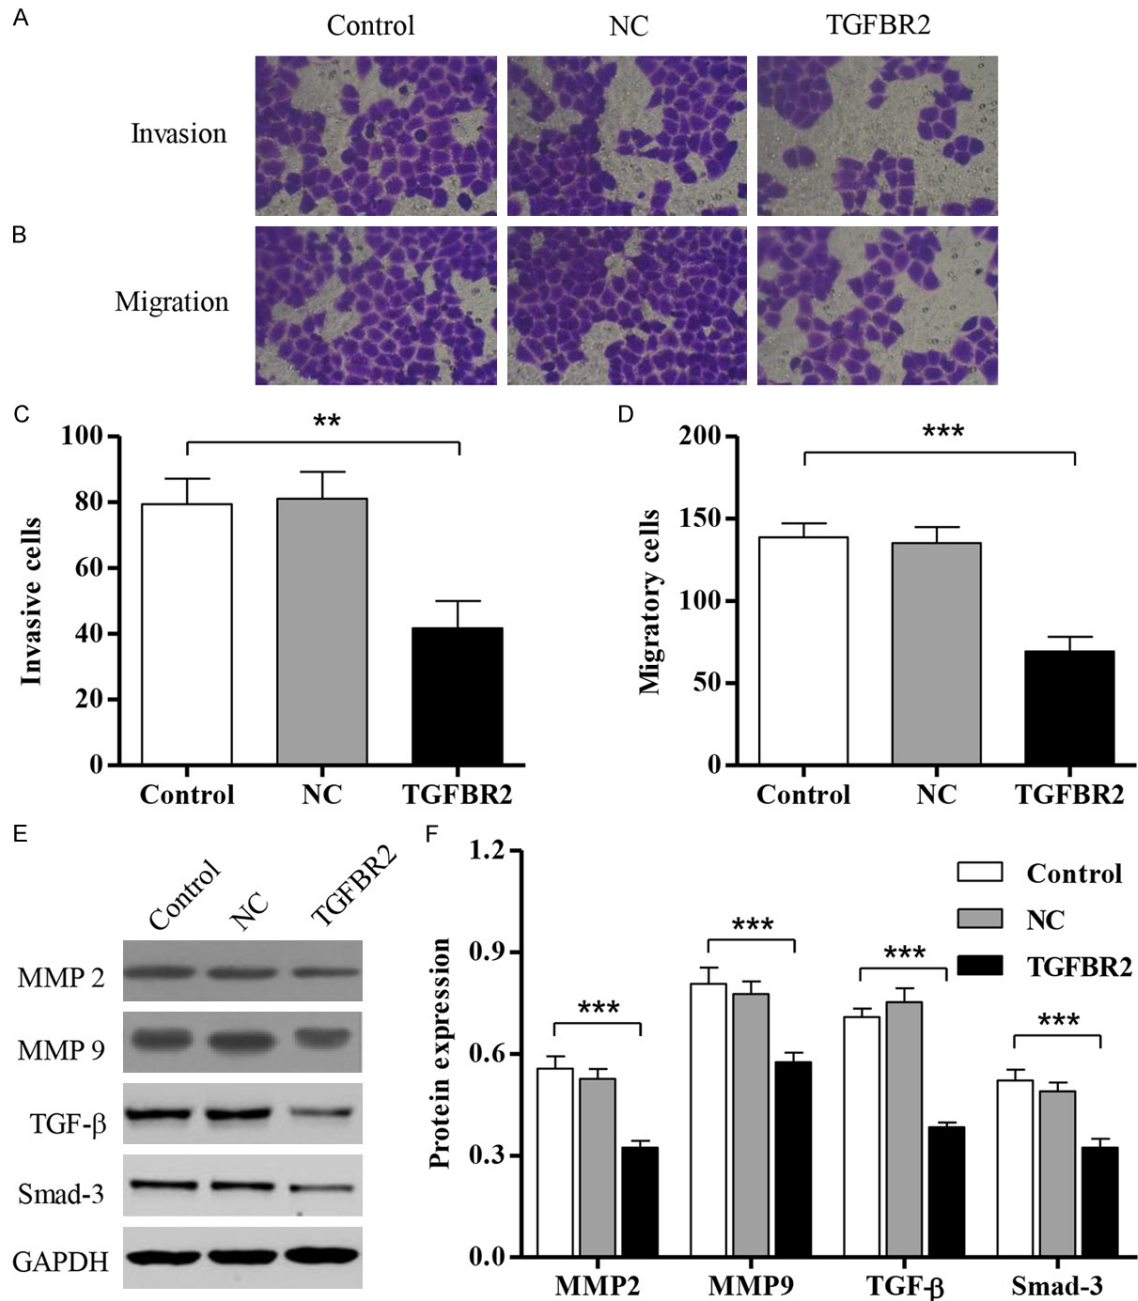 A
Control NC TGFBR2
Invasion
B
Migration
C
**
100
80
60
40
20
0
Invasive cells
Control NC TGFBR2
D
***
200
150
100
50
0
Migratory cells
Control NC TGFBR2
E
Control NC TGFBR2
MMP 2
MMP 9
TGF-β
Smad-3
GAPDH
F
1.2
0.9
0.6
0.3
0.0
Protein expression
Control
NC
TGFBR2
*** *** *** ***
MMP2 MMP9 TGF-β Smad-3